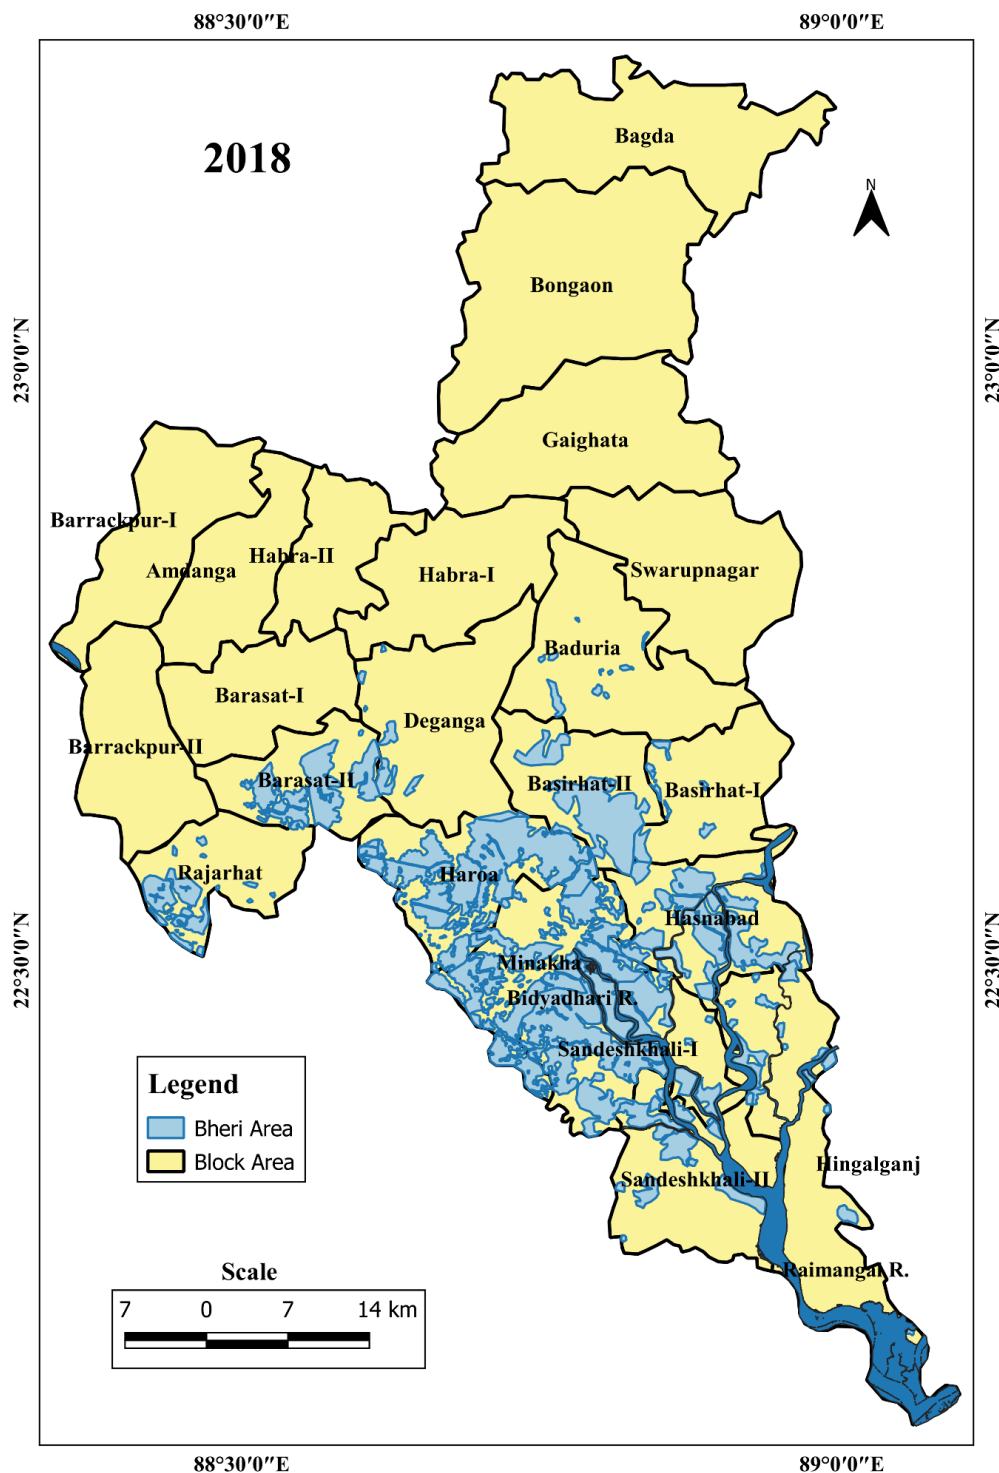 88°30′0″E 89°0′0″E
2018
N
Bagda
Bongaon
23°0′0″N 23°0′0″N
Gaighata
Barrackpur-I
Habra-II
Amdanga
Habra-I
Swarupnagar
Baduria
Barasat-I
Deganga
Barrackpur-II
Barasat-II
Basirhat-II
Basirhat-I
Rajarhat
Haroa
Hasnabad
22°30′0″N 22°30′0″N
Minakha
Bidyadhari R.
Sandeshkhali-I
Legend
Bheri Area
Block Area
Hingalganj
Sandeshkhali-II
Raimangal R.
Scale
7 0 7 14 km
88°30′0″E 89°0′0″E